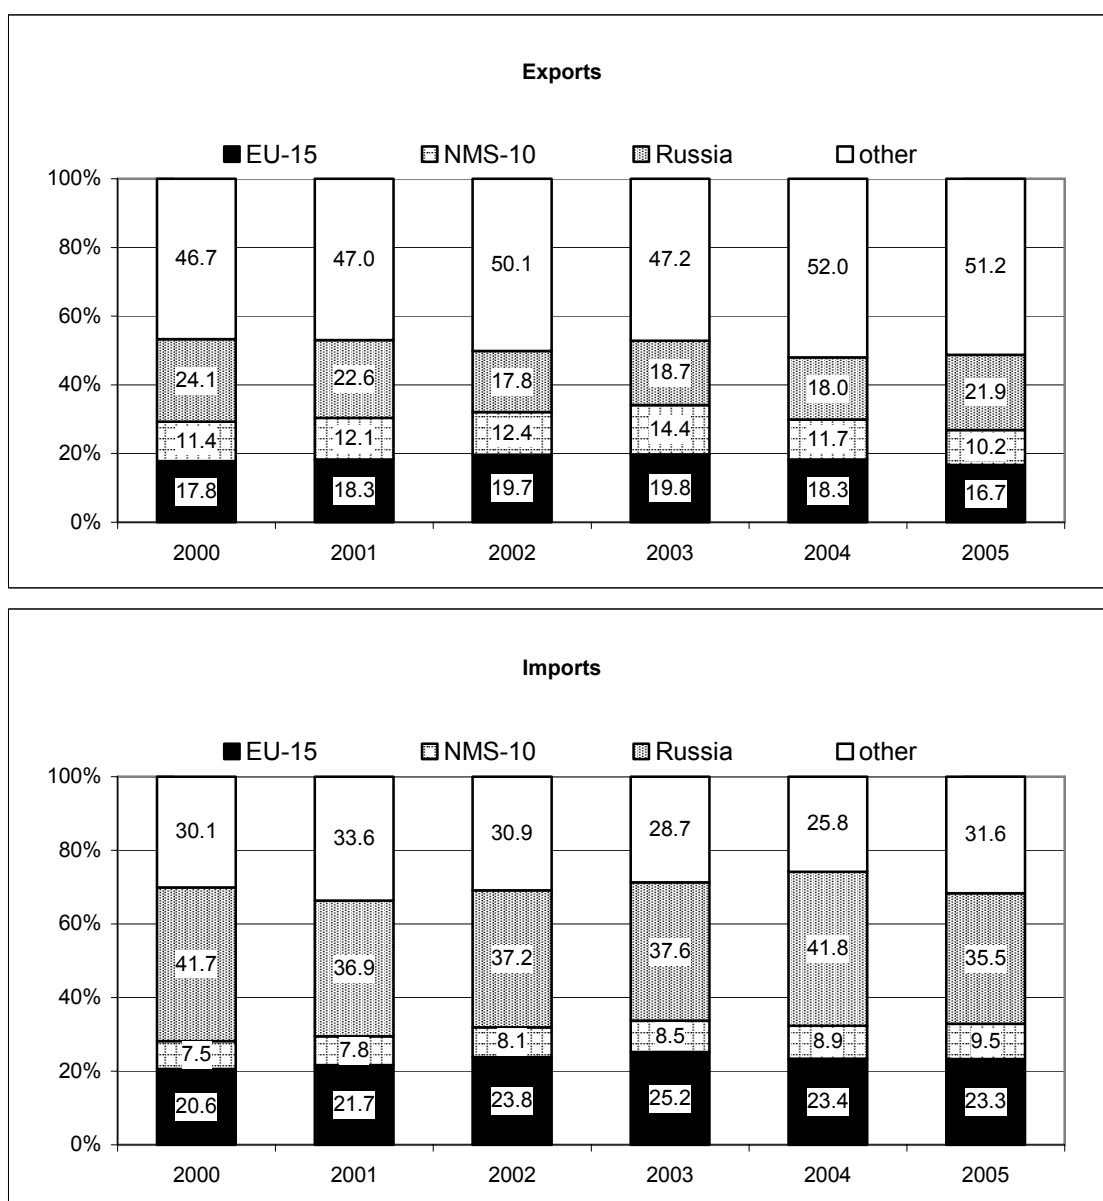 Exports
EU-15 NMS-10 Russia other
100%
80%
60%
40%
20%
0%
46.7 47.0 50.1 47.2 52.0 51.2
24.1 22.6 17.8 18.7 18.0 21.9
11.4 12.1 12.4 14.4 11.7 10.2
17.8 18.3 19.7 19.8 18.3 16.7
2000 2001 2002 2003 2004 2005
Imports
EU-15 NMS-10 Russia other
100%
80%
60%
40%
20%
0%
30.1 33.6 30.9 28.7 25.8 31.6
41.7 36.9 37.2 37.6 41.8 35.5
7.5 7.8 8.1 8.5 8.9 9.5
20.6 21.7 23.8 25.2 23.4 23.3
2000 2001 2002 2003 2004 2005